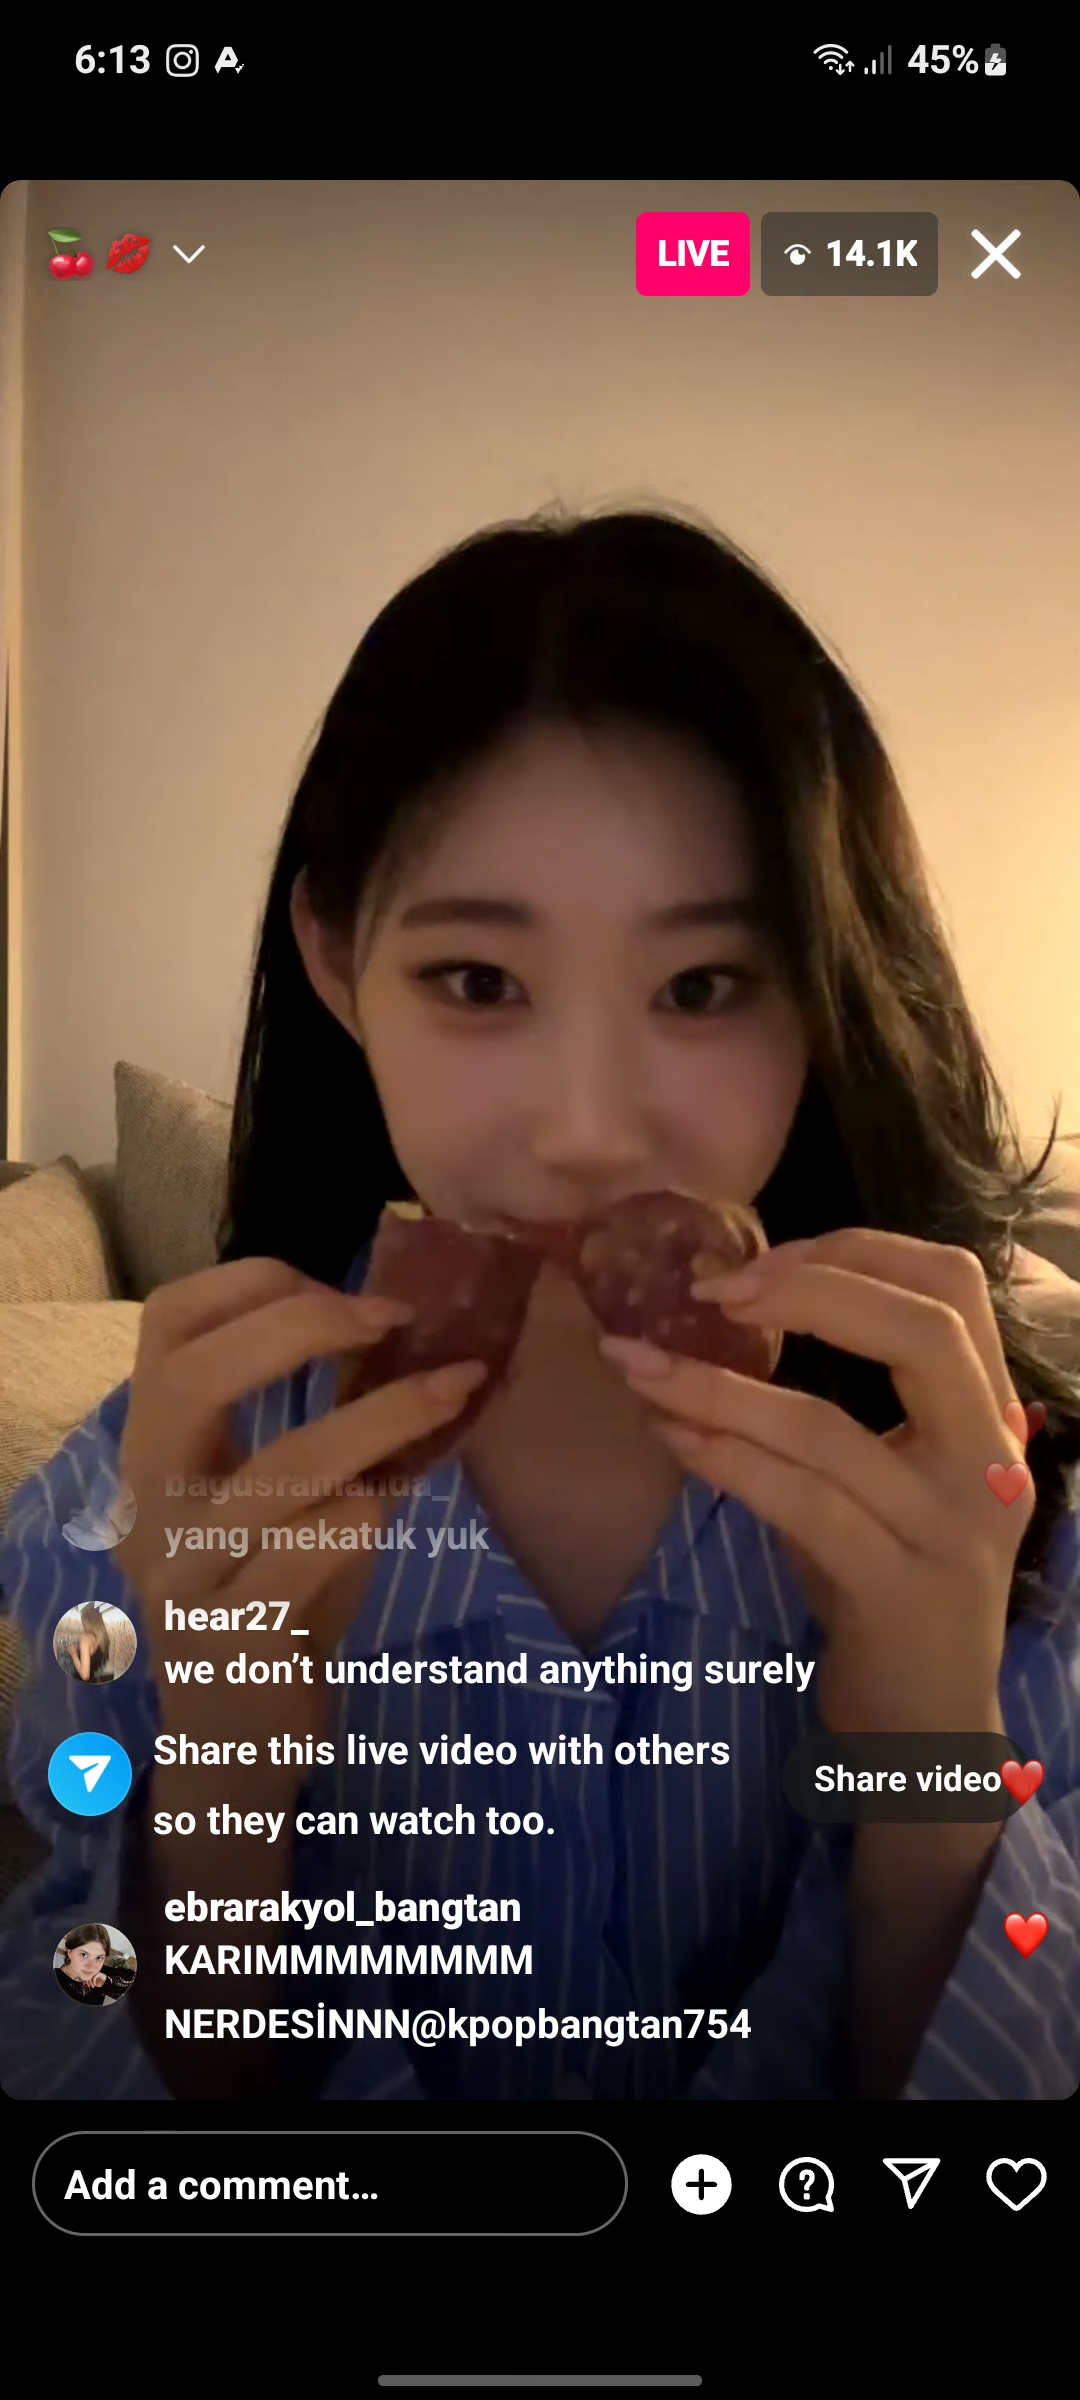 6:13
45%
LIVE
14.1K
bagusramanda_
yang mekatuk yuk
hear27_
we don’t understand anything surely
Share this live video with others
so they can watch too.
Share video
ebrarakyol_bangtan
KARIMMMMMMMM
NERDESİNNN@kpopbangtan754
Add a comment...